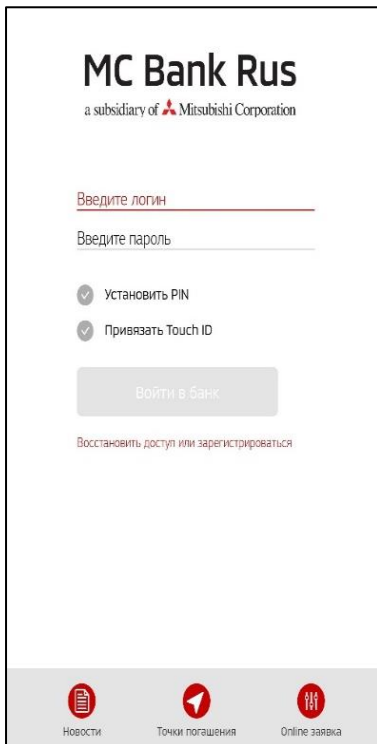 MC Bank Rus
a subsidiary of Mitsubishi Corporation
Введите логин
Введите пароль
Установить PIN
Привязать Touch ID
Войти в банк
Восстановить доступ или зарегистрироваться
Новости
Точки погашения
Online заявка